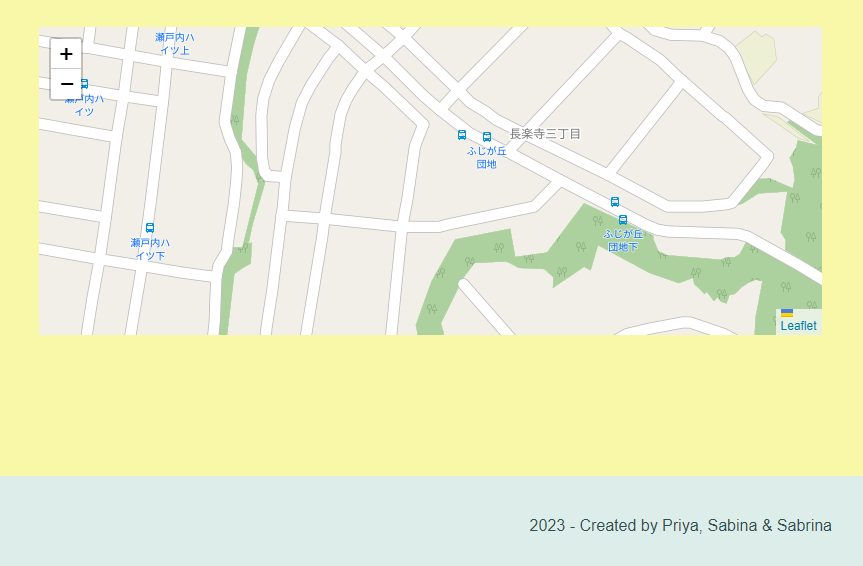 瀬戸内ハ
イツ上
+
−
瀬戸内ハ
イツ
長楽寺三丁目
ふじが丘
団地
瀬戸内ハ
イツ下
ふじが丘
団地下
Leaflet
2023 - Created by Priya, Sabina & Sabrina